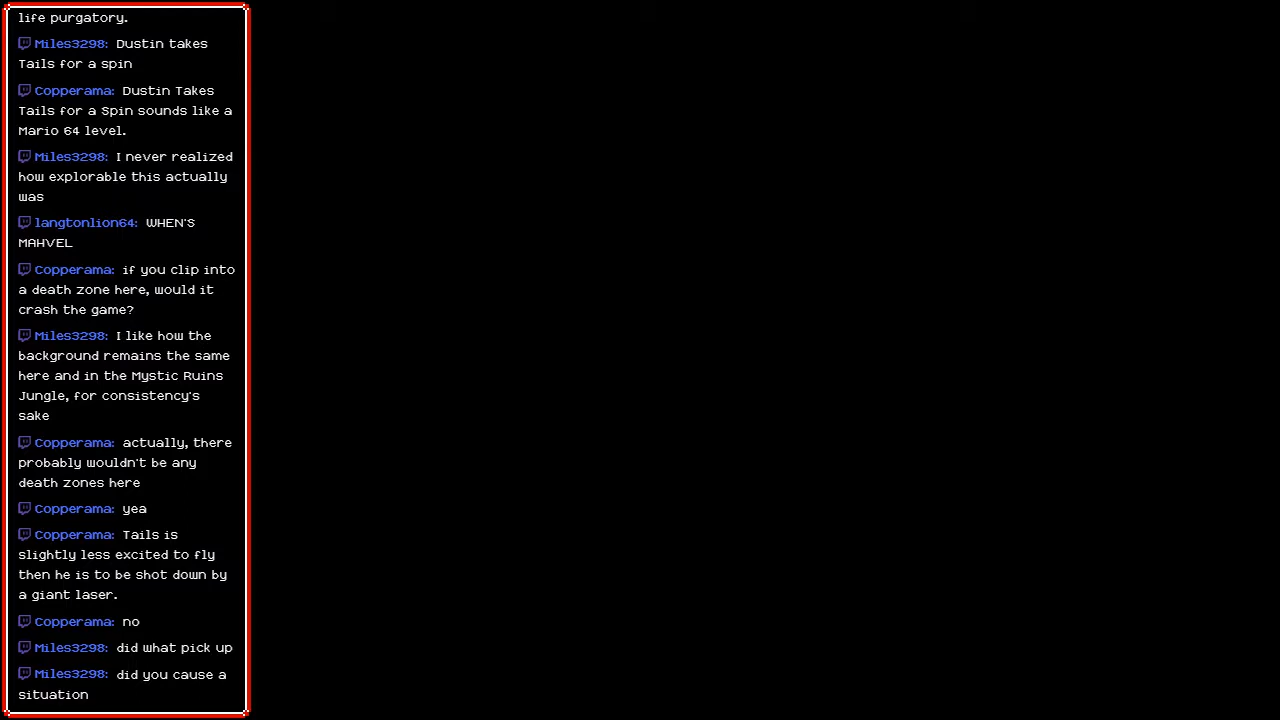 life purgatory.
Miles3298: Dustin takes
Tails for a spin
Copperama: Dustin Takes
Tails for a Spin sounds like a
Mario 64 level.
Miles3298: I never realized
how explorable this actually
was
langtonlion64: WHEN'S
MAHVEL
Copperama: if you clip into
a death zone here, would it
crash the game?
Miles3298: I like how the
background remains the same
here and in the Mystic Ruins
Jungle, for consistency's
sake
Copperama: actually, there
probably wouldn't be any
death zones here
Copperama: yea
Copperama: Tails is
slightly less excited to fly
then he is to be shot down by
a giant laser.
Copperama: no
Miles3298: did what pick up
Miles3298: did you cause a
situation